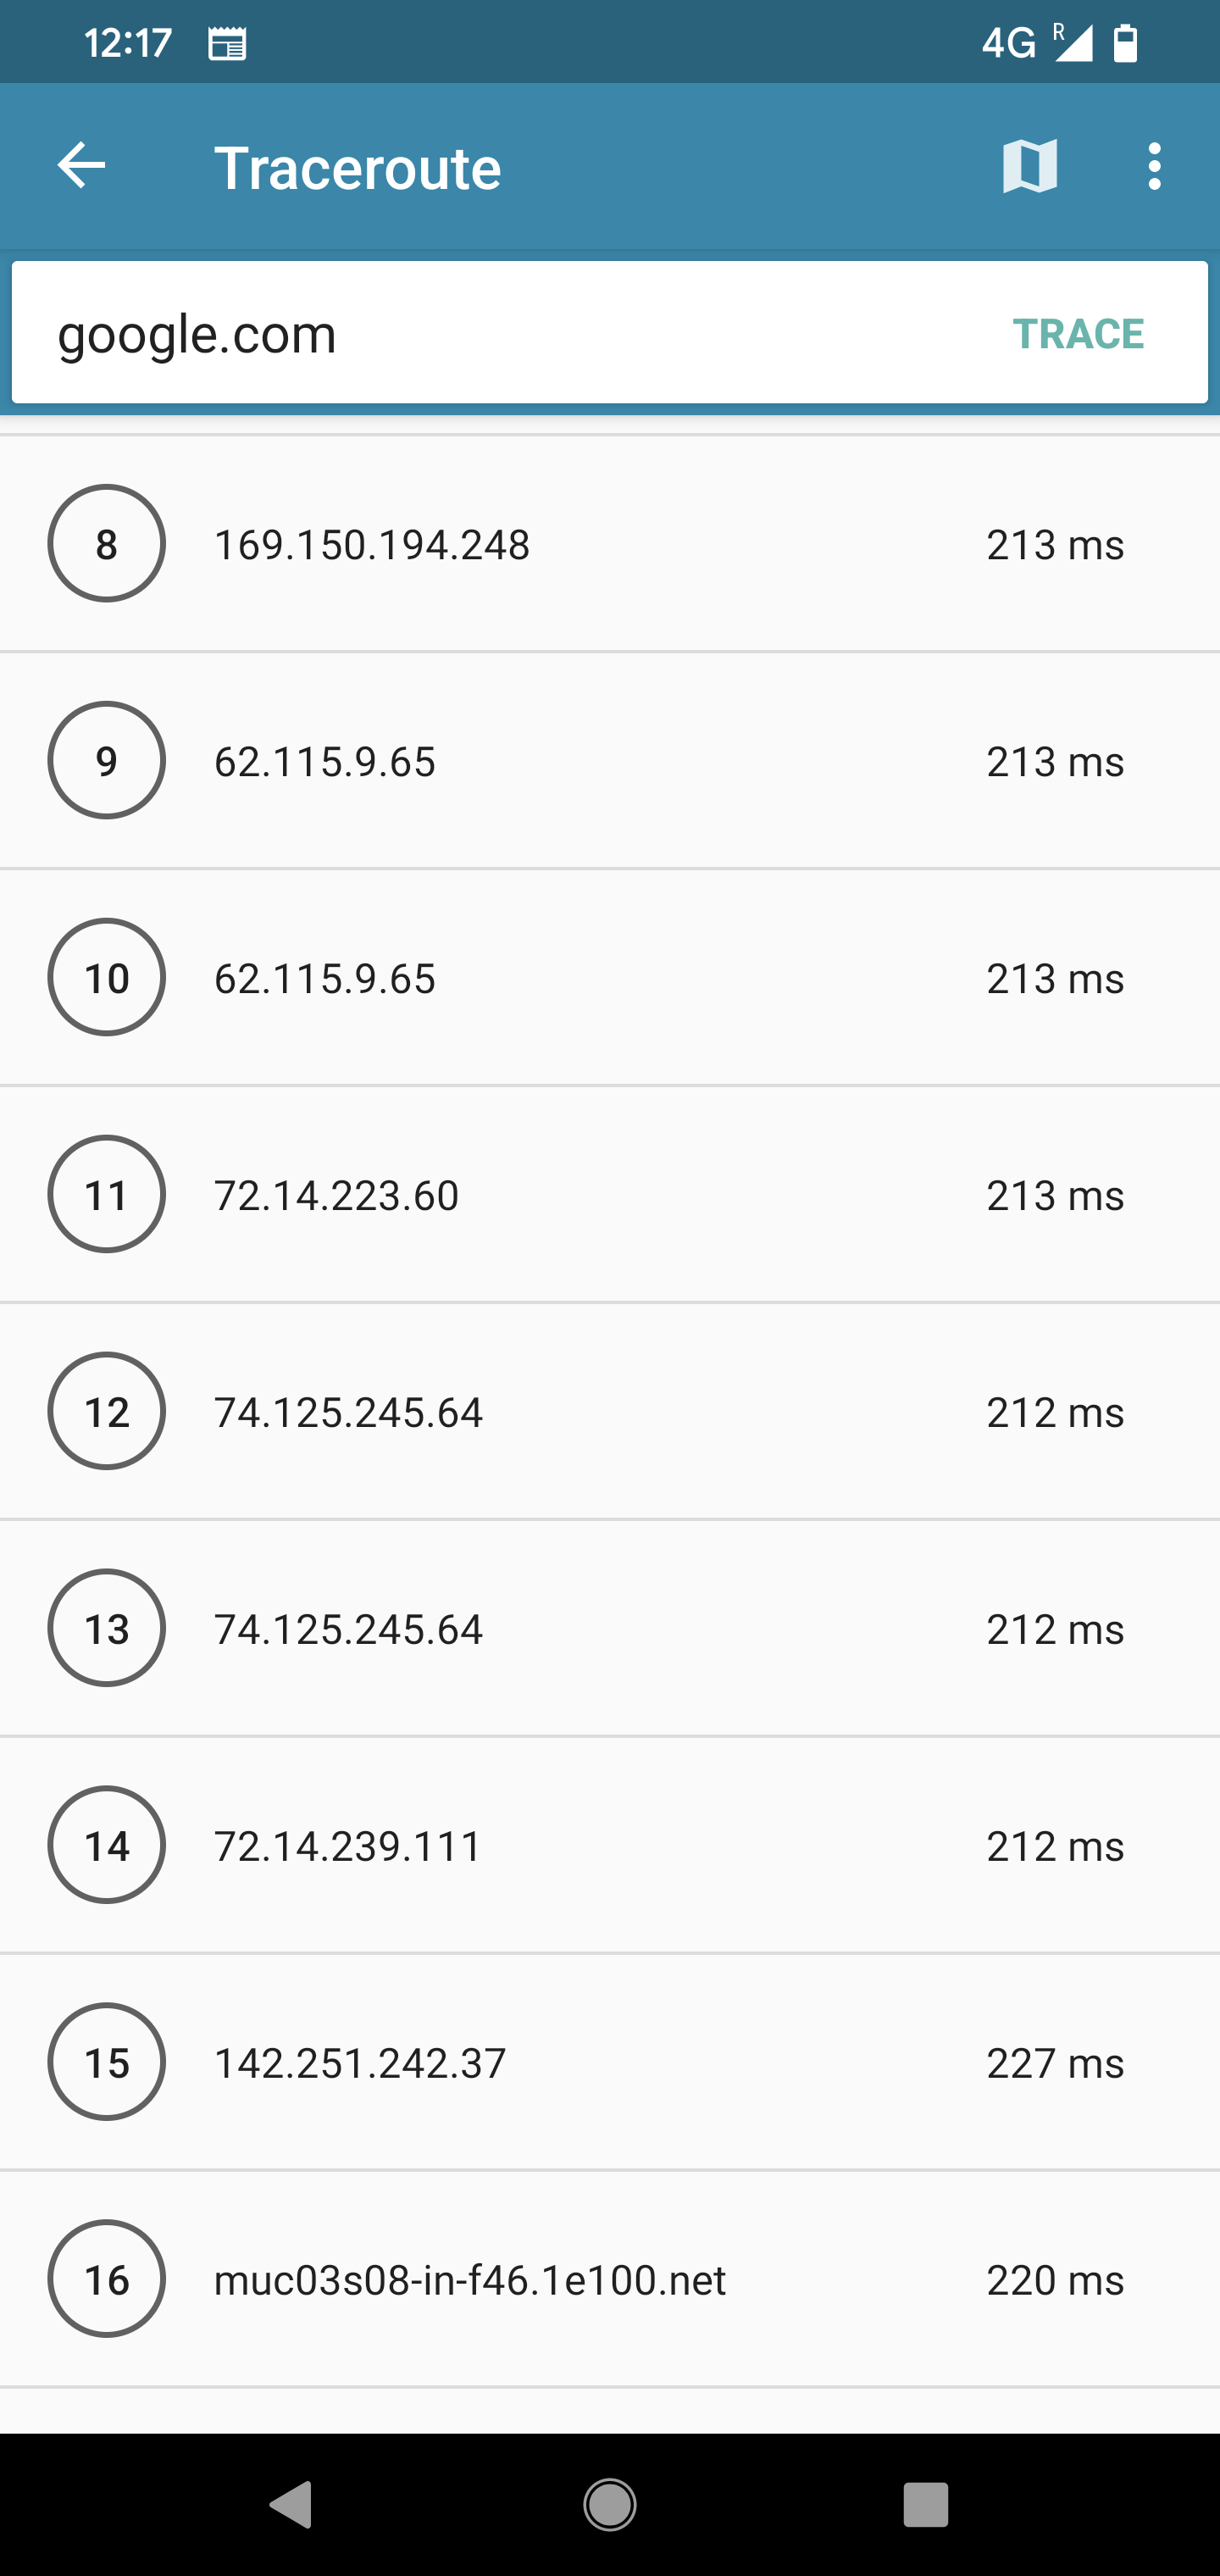 12:17 4G R
Traceroute
google.com TRACE
8 169.150.194.248 213 ms
9 62.115.9.65 213 ms
10 62.115.9.65 213 ms
11 72.14.223.60 213 ms
12 74.125.245.64 212 ms
13 74.125.245.64 212 ms
14 72.14.239.111 212 ms
15 142.251.242.37 227 ms
16 muc03s08-in-f46.1e100.net 220 ms